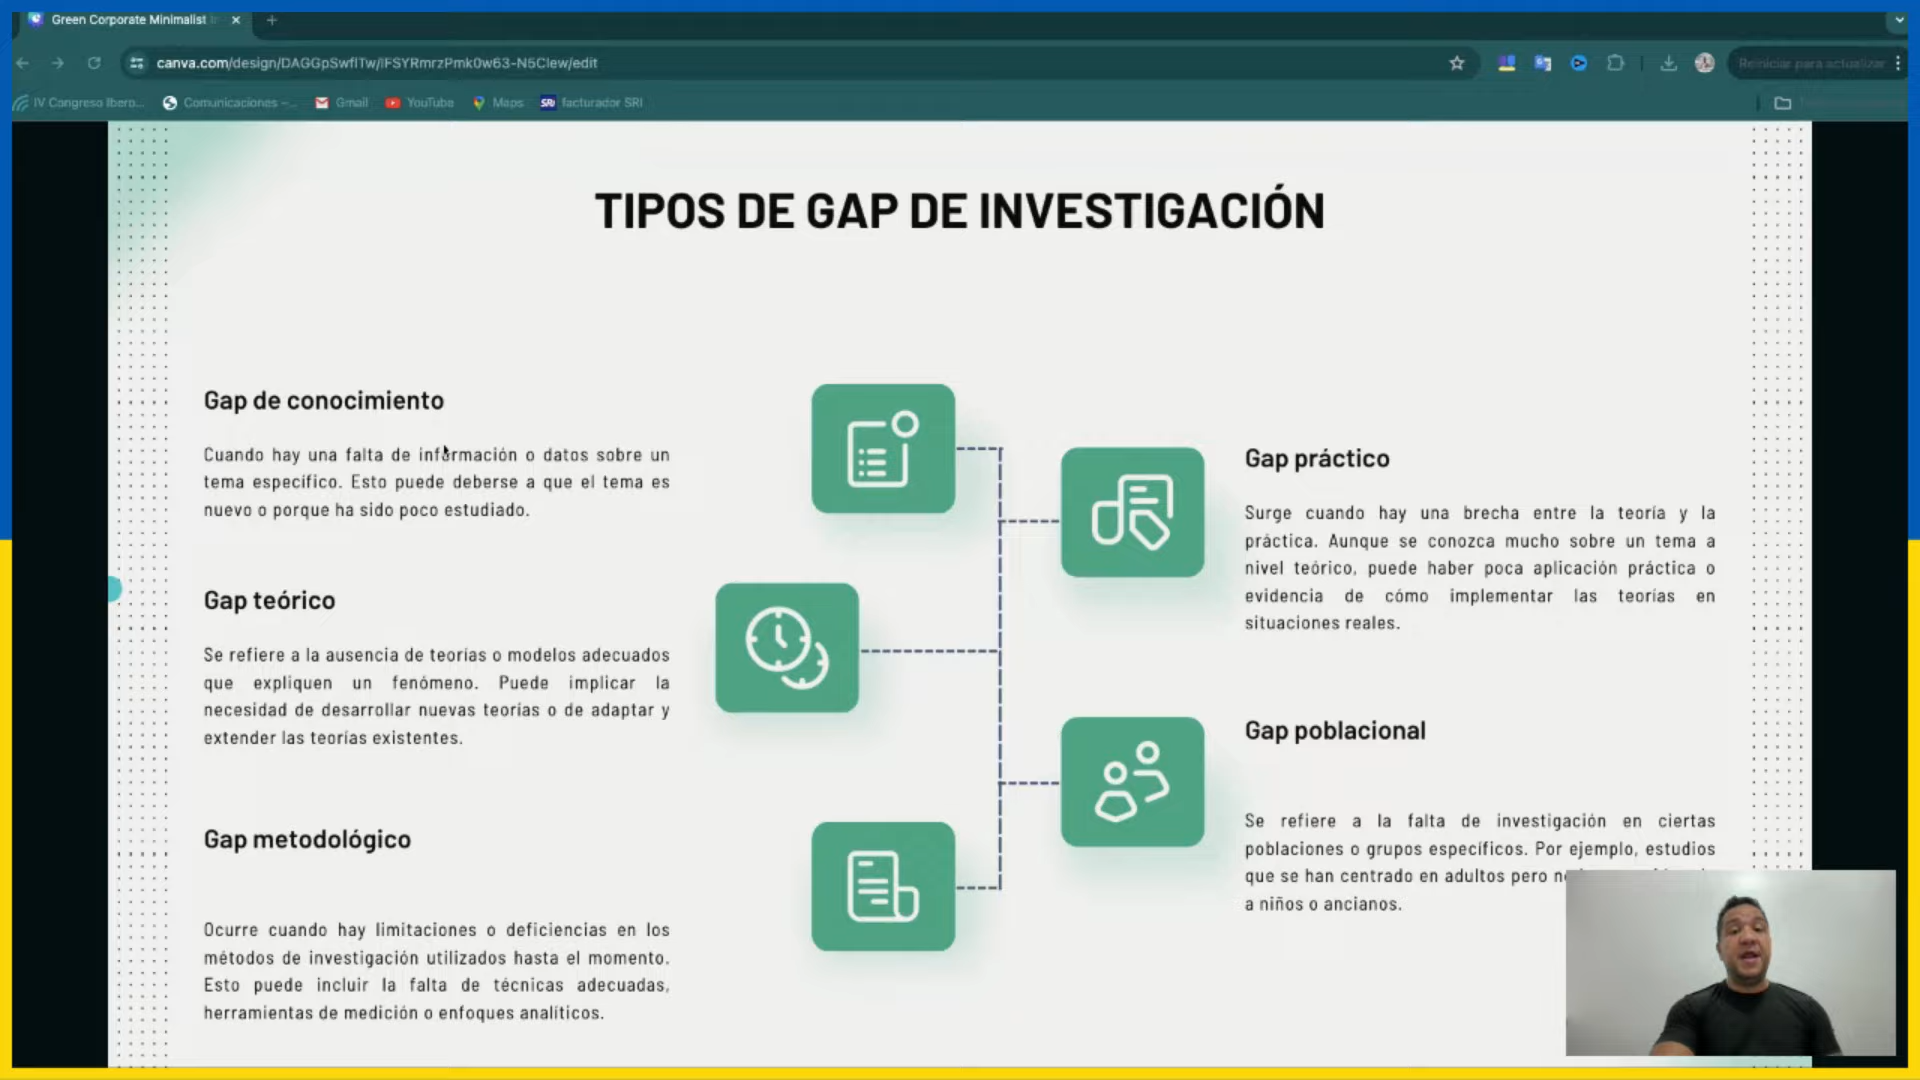 Green Corporate Minimalist
canva.com/design/DAGGpSwflTw/lFSYRmrzPmk0w63-N5Clew/edit
Reiniciar para actualizar
IV Congreso Ibero...
Comunicaciones –...
Gmail
YouTube
Maps
SRi facturador SRI
TIPOS DE GAP DE INVESTIGACIÓN
Gap de conocimiento
Cuando hay una falta de información o datos sobre un
tema específico. Esto puede deberse a que el tema es
nuevo o porque ha sido poco estudiado.
Gap teórico
Se refiere a la ausencia de teorías o modelos adecuados
que expliquen un fenómeno. Puede implicar la
necesidad de desarrollar nuevas teorías o de adaptar y
extender las teorías existentes.
Gap metodológico
Ocurre cuando hay limitaciones o deficiencias en los
métodos de investigación utilizados hasta el momento.
Esto puede incluir la falta de técnicas adecuadas,
herramientas de medición o enfoques analíticos.
Gap práctico
Surge cuando hay una brecha entre la teoría y la
práctica. Aunque se conozca mucho sobre un tema a
nivel teórico, puede haber poca aplicación práctica o
evidencia de cómo implementar las teorías en
situaciones reales.
Gap poblacional
Se refiere a la falta de investigación en ciertas
poblaciones o grupos específicos. Por ejemplo, estudios
que se han centrado en adultos pero
a niños o ancianos.